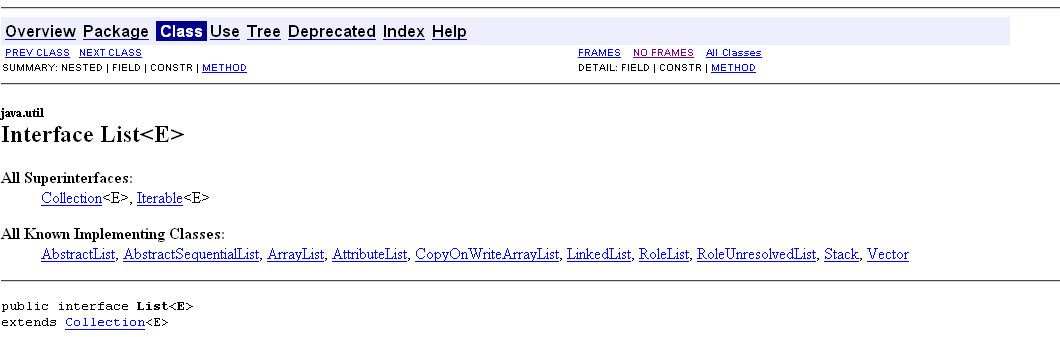 Overview Package Class Use Tree Deprecated Index Help
PREV CLASS NEXT CLASS FRAMES NO FRAMES All Classes
SUMMARY: NESTED | FIELD | CONSTR | METHOD DETAIL: FIELD | CONSTR | METHOD
java.util
Interface List<E>
All Superinterfaces:
Collection<E>, Iterable<E>
All Known Implementing Classes:
AbstractList, AbstractSequentialList, ArrayList, AttributeList, CopyOnWriteArrayList, LinkedList, RoleList, RoleUnresolvedList, Stack, Vector
public interface List<E>
extends Collection<E>